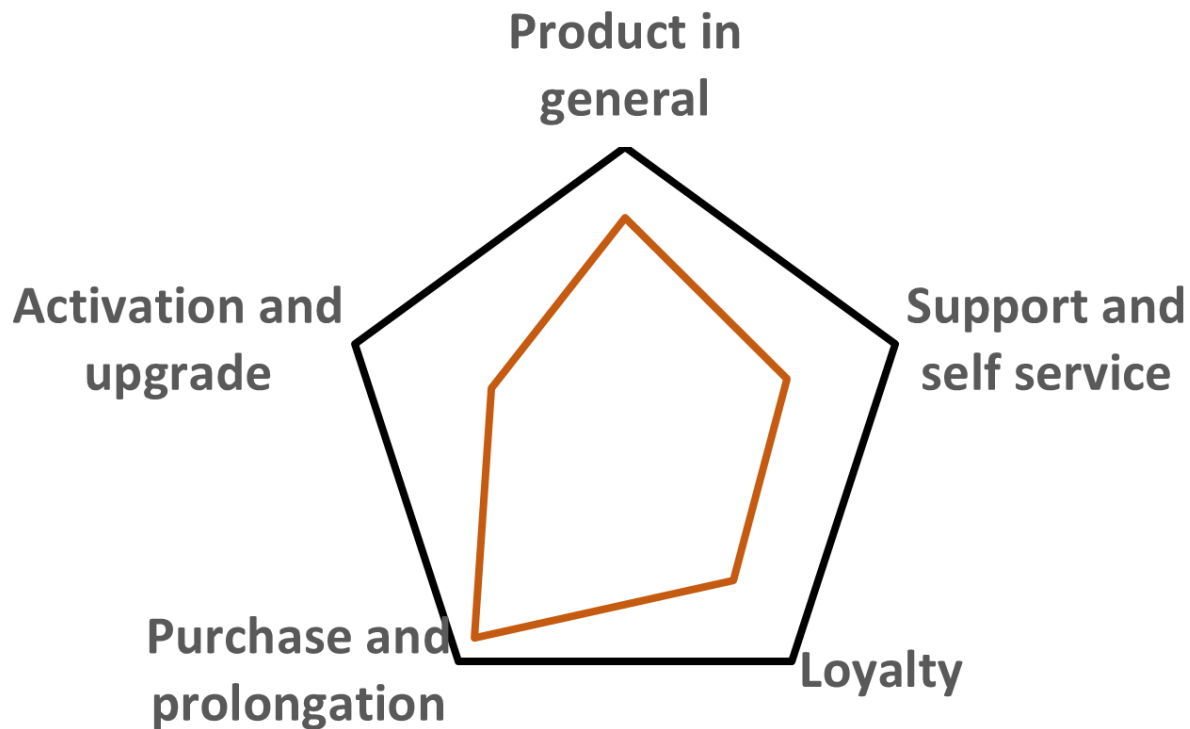 Product in
general
Activation and
upgrade
Support and
self service
Purchase and
prolongation
Loyalty